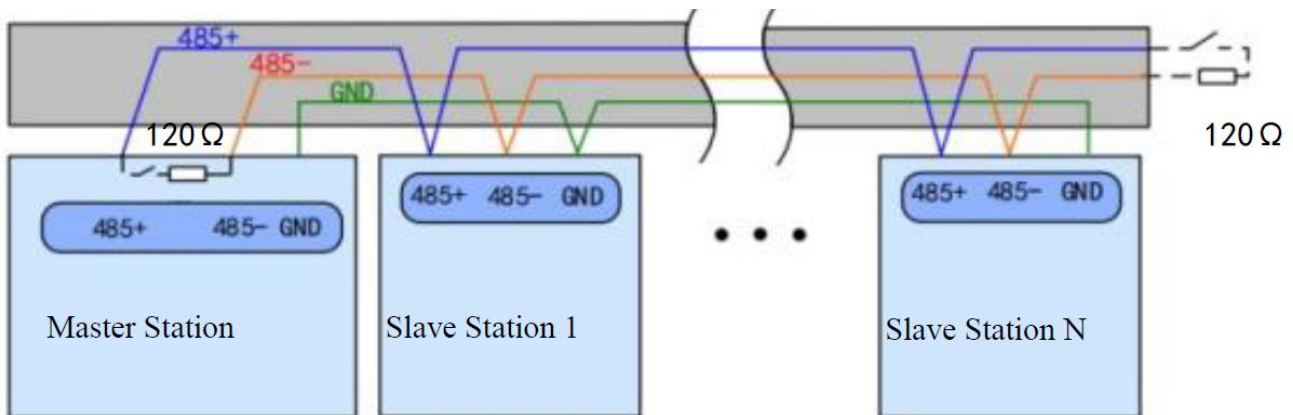 485+
485-
GND
120Ω
120Ω
485+ 485- GND
485+ 485- GND
485+ 485- GND
Master Station
Slave Station 1
Slave Station N